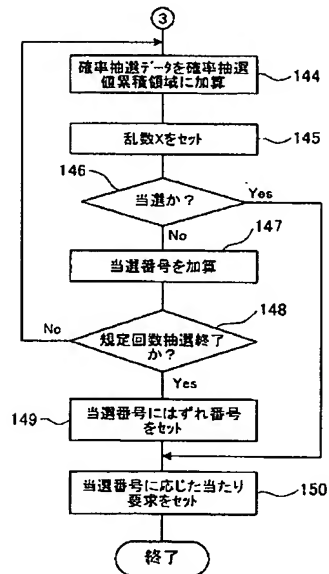 3
確率抽選データを確率抽選
値累積領域に加算
144
乱数Xをセット
145
146
当選か?
Yes
No
147
当選番号を加算
148
規定回数抽選終了
か?
No
Yes
149
当選番号にはずれ番号
をセット
当選番号に応じた当たり
要求をセット
150
終了